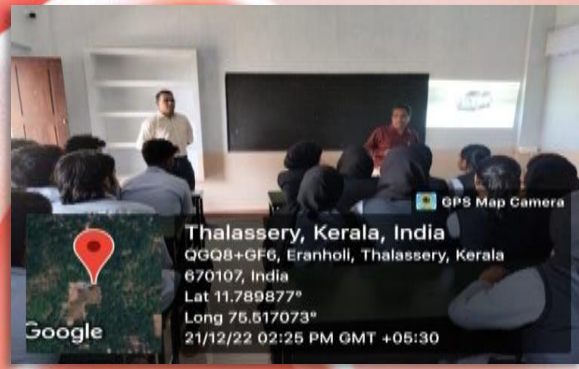 GPS Map Camera
Thalassery, Kerala, India
QGQ8+GF6, Eranholi, Thalassery, Kerala
670107, India
Lat 11.789877°
Long 75.517073°
21/12/22 02:25 PM GMT +05:30
Google